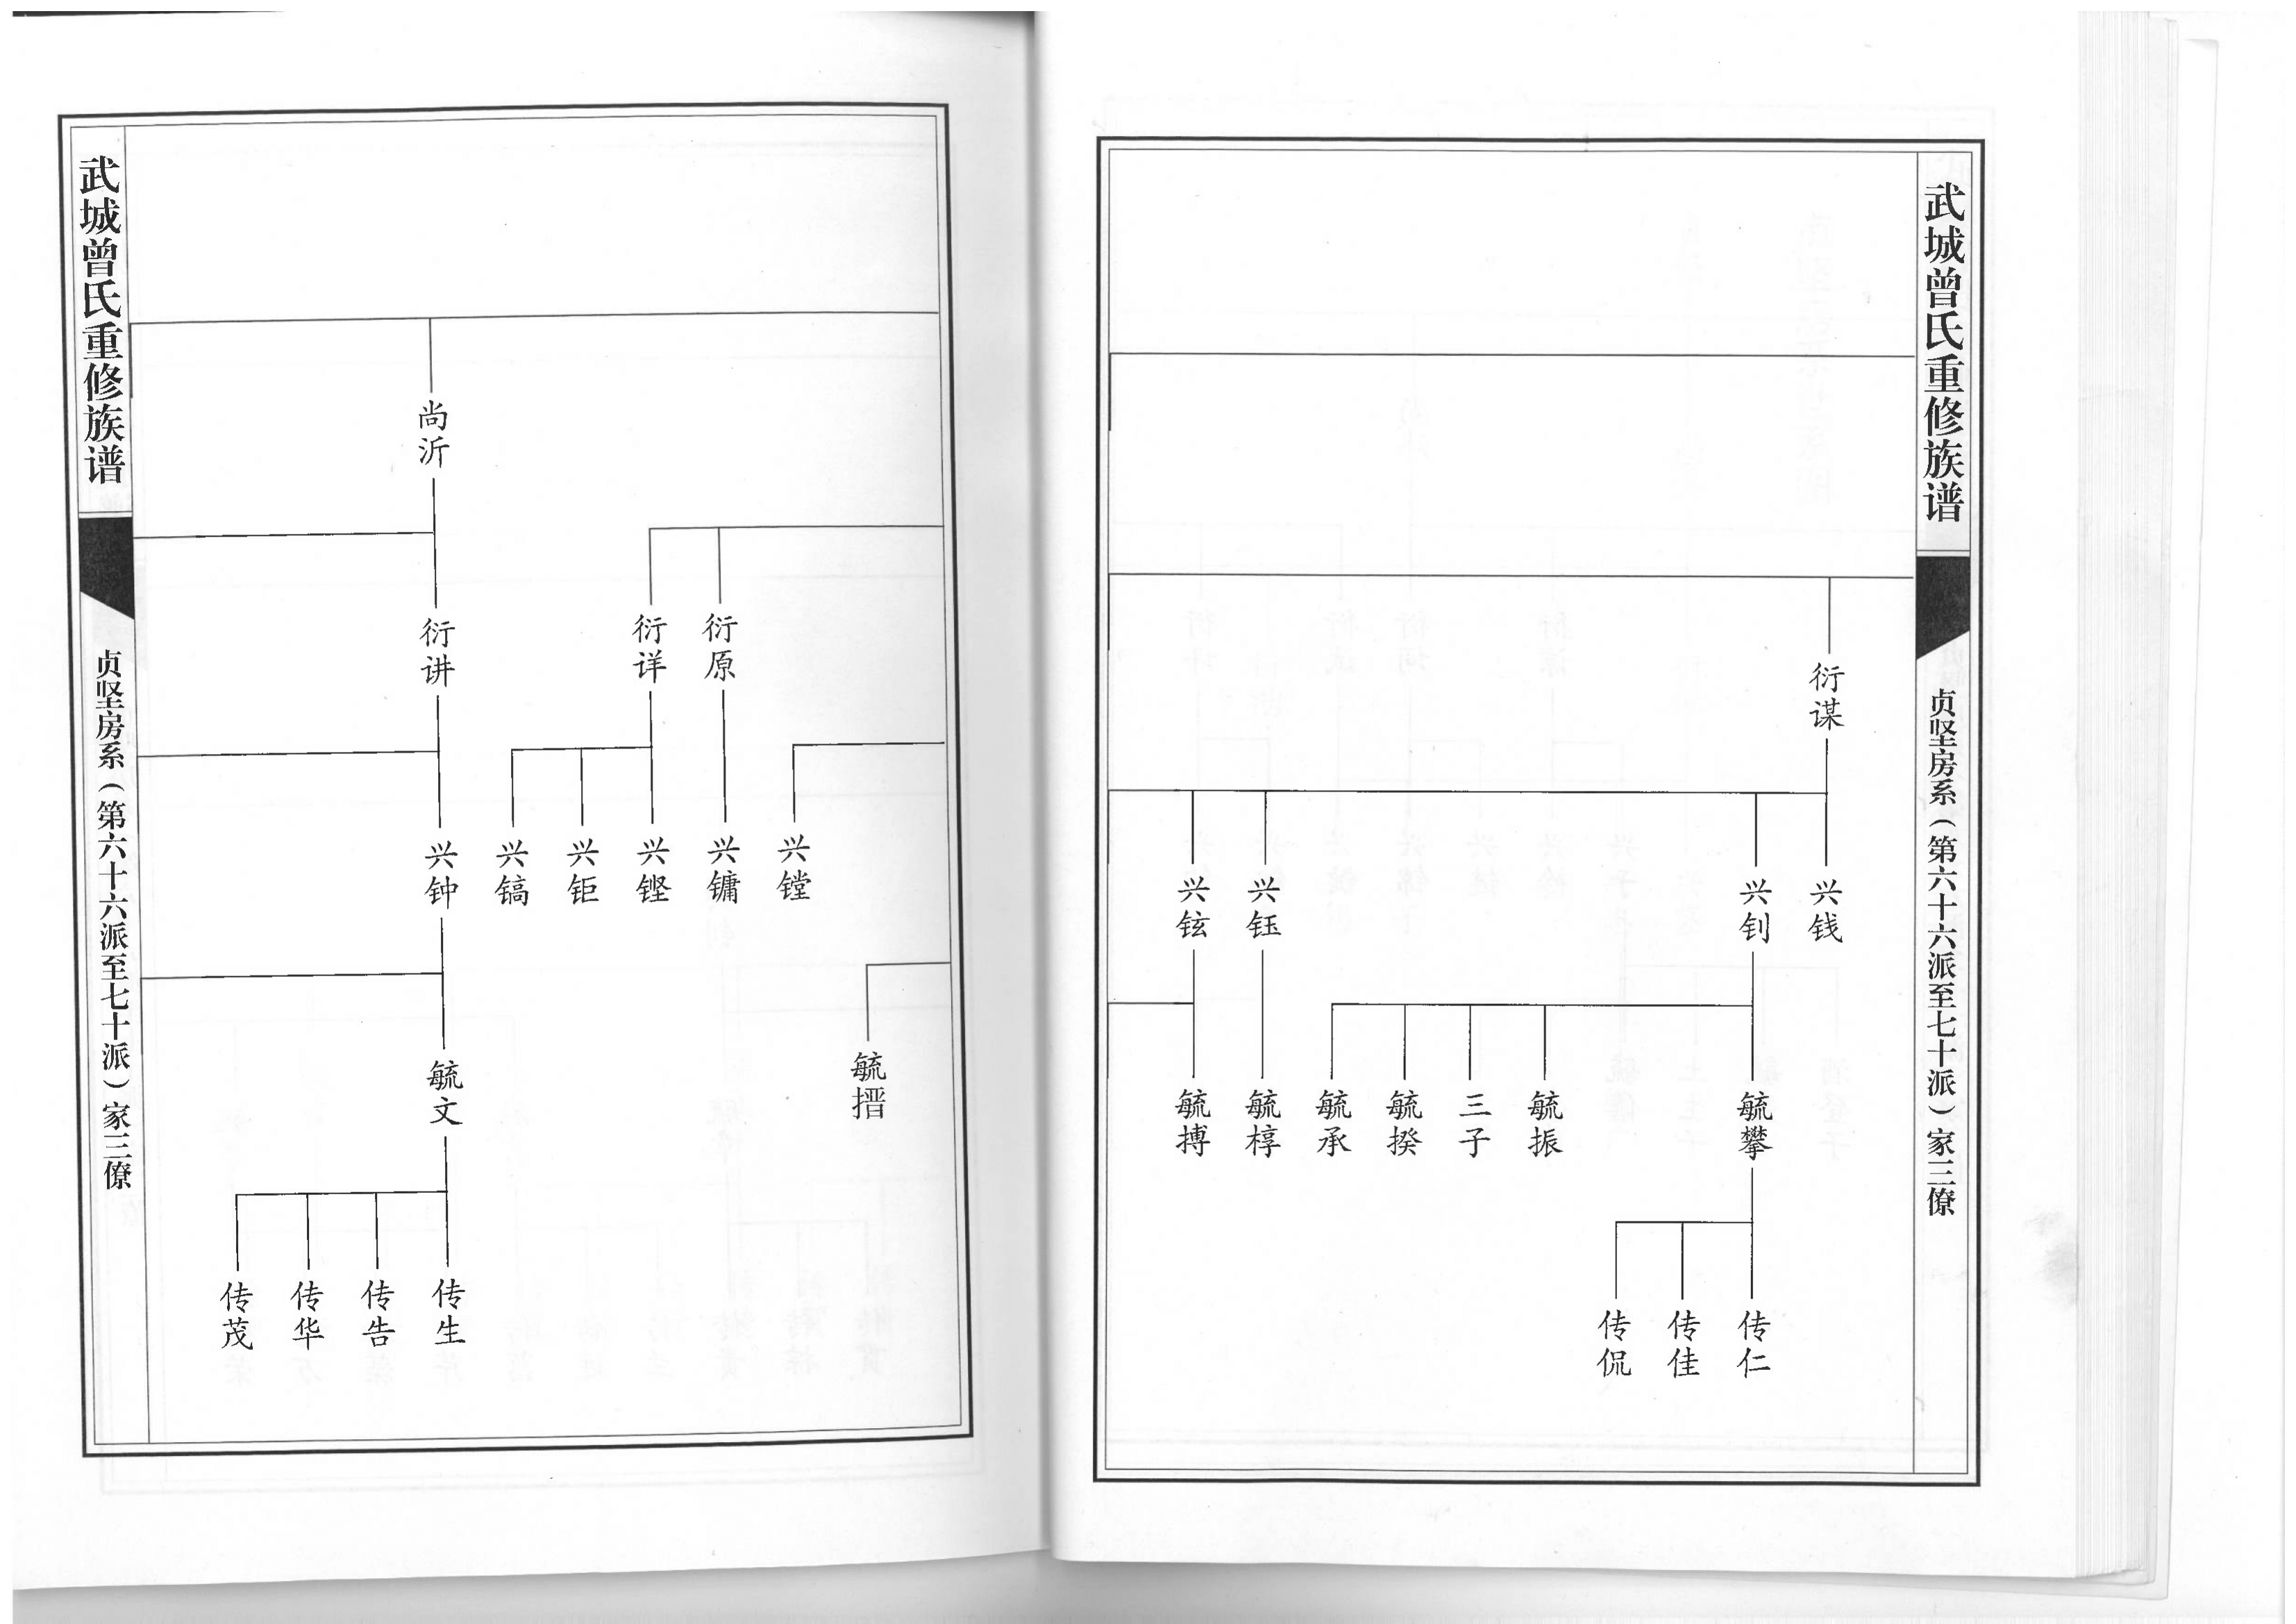 武城曾氏重修族谱
贞坚房系（第六十六派至七十派）家三僚
衍谋
兴钱
兴钊
兴钰
兴铉
毓攀
毓振
三子
毓揆
毓承
毓椁
毓搏
传仁
传佳
传侃
武城曾氏重修族谱
贞坚房系（第六十六派至七十派）家三僚
尚沂
衍原
衍详
衍讲
兴镗
兴镛
兴铿
兴钜
兴镐
兴钟
毓搢
毓文
传生
传告
传华
传茂